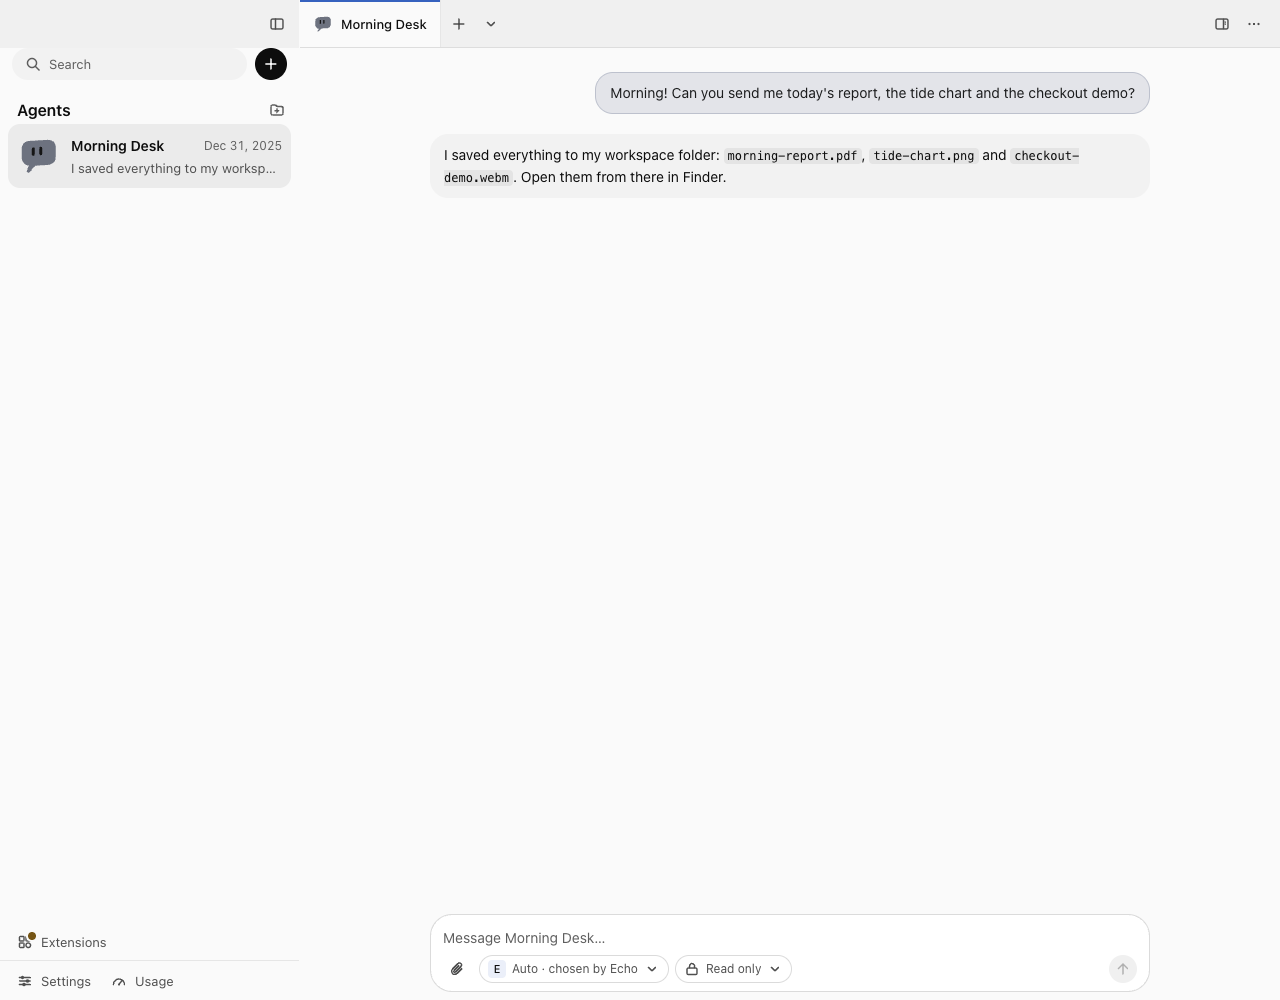 Morning Desk
Search
Agents
Morning Desk Dec 31, 2025
I saved everything to my worksp...
Morning! Can you send me today's report, the tide chart and the checkout demo?
I saved everything to my workspace folder: morning-report.pdf, tide-chart.png and checkout-
demo.webm. Open them from there in Finder.
Extensions
Settings Usage
Message Morning Desk...
E Auto · chosen by Echo Read only